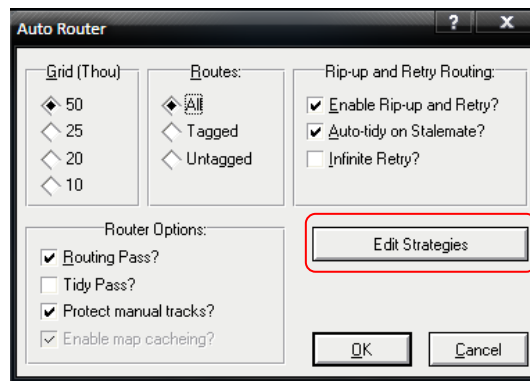 Auto Router
? x
Grid (Thou)
50
25
20
10
Routes:
All
Tagged
Untagged
Rip-up and Retry Routing:
Enable Rip-up and Retry?
Auto-tidy on Stalemate?
Infinite Retry?
Router Options:
Routing Pass?
Tidy Pass?
Protect manual tracks?
Enable map cacheing?
Edit Strategies
OK
Cancel